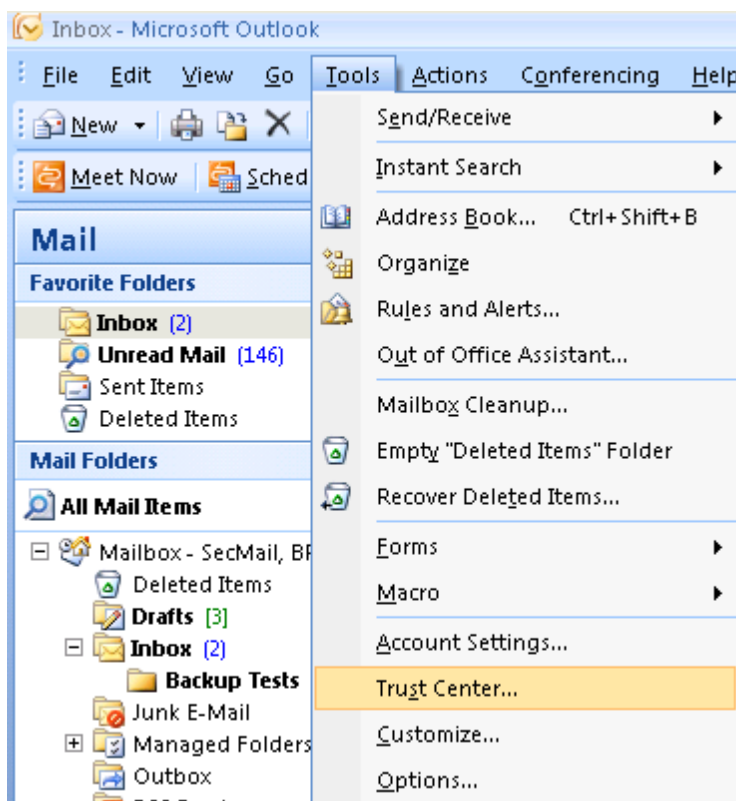 Inbox - Microsoft Outlook
File Edit View Go Tools Actions Conferencing Help
New
Meet Now Sched
Mail
Favorite Folders
Inbox (2)
Unread Mail (146)
Sent Items
Deleted Items
Mail Folders
All Mail Items
Mailbox - SecMail,
Deleted Items
Drafts [3]
Inbox (2)
Backup Tests
Junk E-Mail
Managed Folders
Outbox
Send/Receive
Instant Search
Address Book... Ctrl+Shift+B
Organize
Rules and Alerts...
Out of Office Assistant...
Mailbox Cleanup...
Empty "Deleted Items" Folder
Recover Deleted Items...
Forms
Macro
Account Settings...
Trust Center...
Customize...
Options...